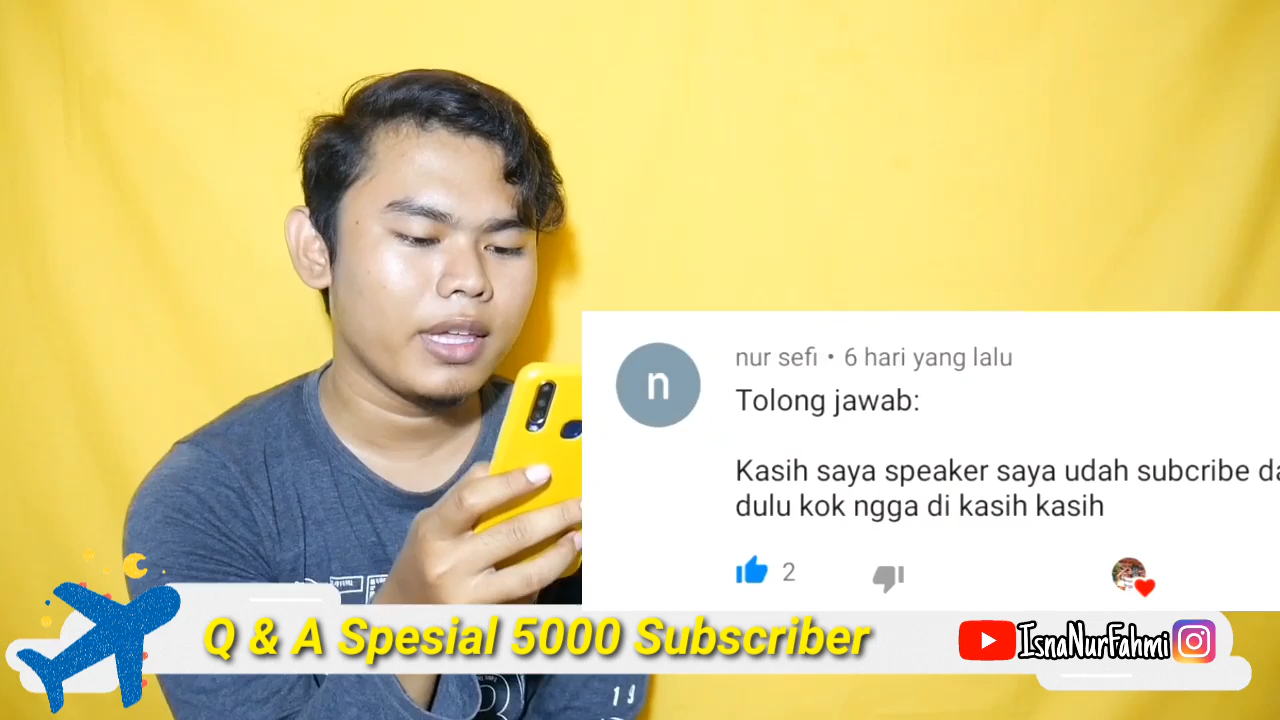 n
nur sefi • 6 hari yang lalu
Tolong jawab:
Kasih saya speaker saya udah subcribe
dulu kok ngga di kasih kasih
2
Q & A Spesial 5000 Subscriber
IsnaNurFahmi